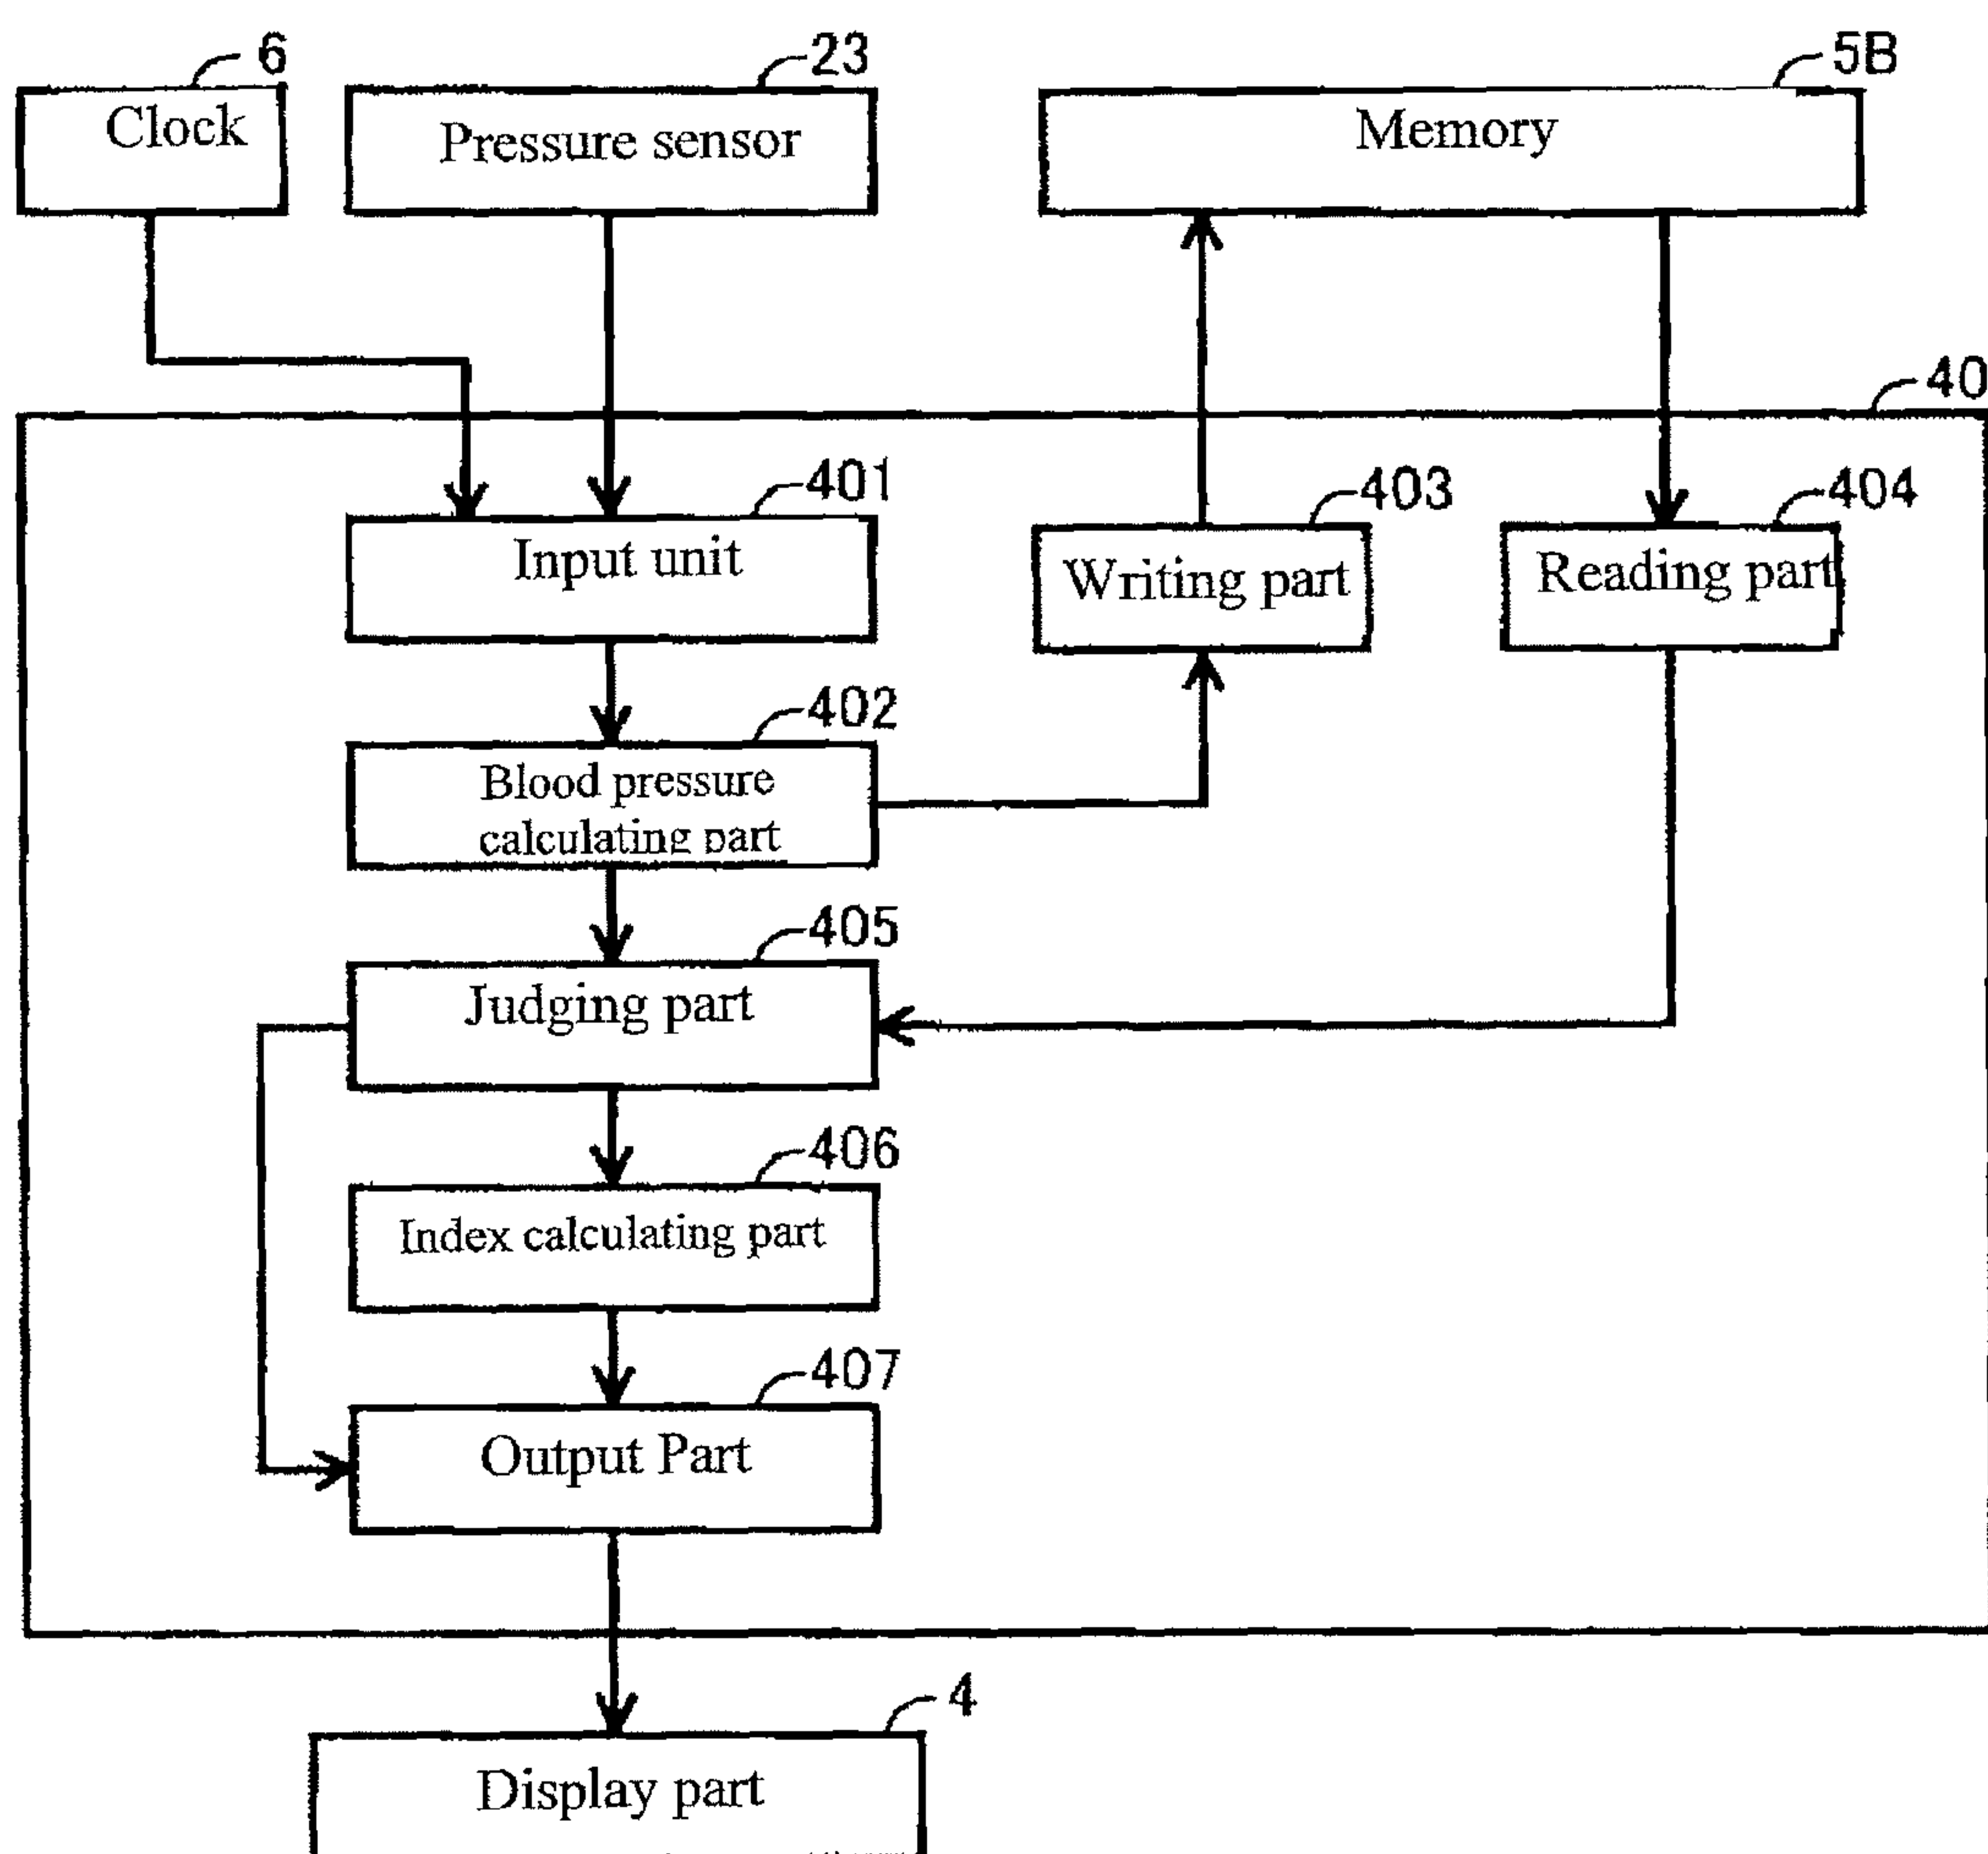 6
23
5B
Clock
Pressure sensor
Memory
40
401
403
404
Input unit
Writing part
Reading part
402
Blood pressure
calculating part
405
Judging part
406
Index calculating part
407
Output Part
4
Display part